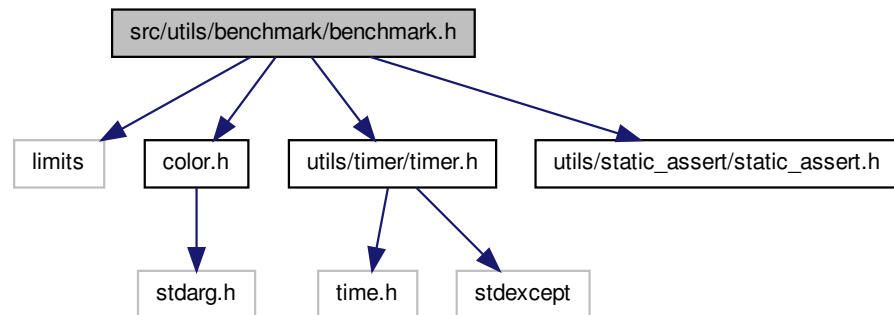 src/utils/benchmark/benchmark.h
limits
color.h
utils/timer/timer.h
utils/static_assert/static_assert.h
stdarg.h
time.h
stdexcept